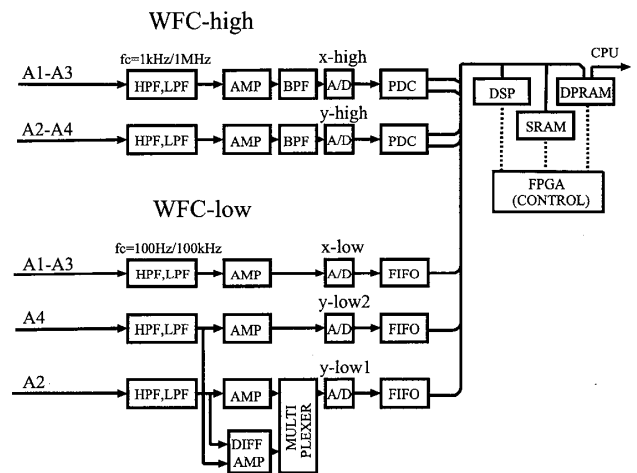 WFC-high
fc=1kHz/1MHz
x-high
CPU
A1-A3
HPF,LPF
AMP
BPF
A/D
PDC
DSP
DPRAM
y-high
SRAM
A2-A4
HPF,LPF
AMP
BPF
A/D
PDC
FPGA
(CONTROL)
WFC-low
fc=100Hz/100kHz
x-low
A1-A3
HPF,LPF
AMP
A/D
FIFO
y-low2
A4
HPF,LPF
AMP
A/D
FIFO
y-low1
A2
HPF,LPF
AMP
MULTI
PLEXER
A/D
FIFO
DIFF
AMP